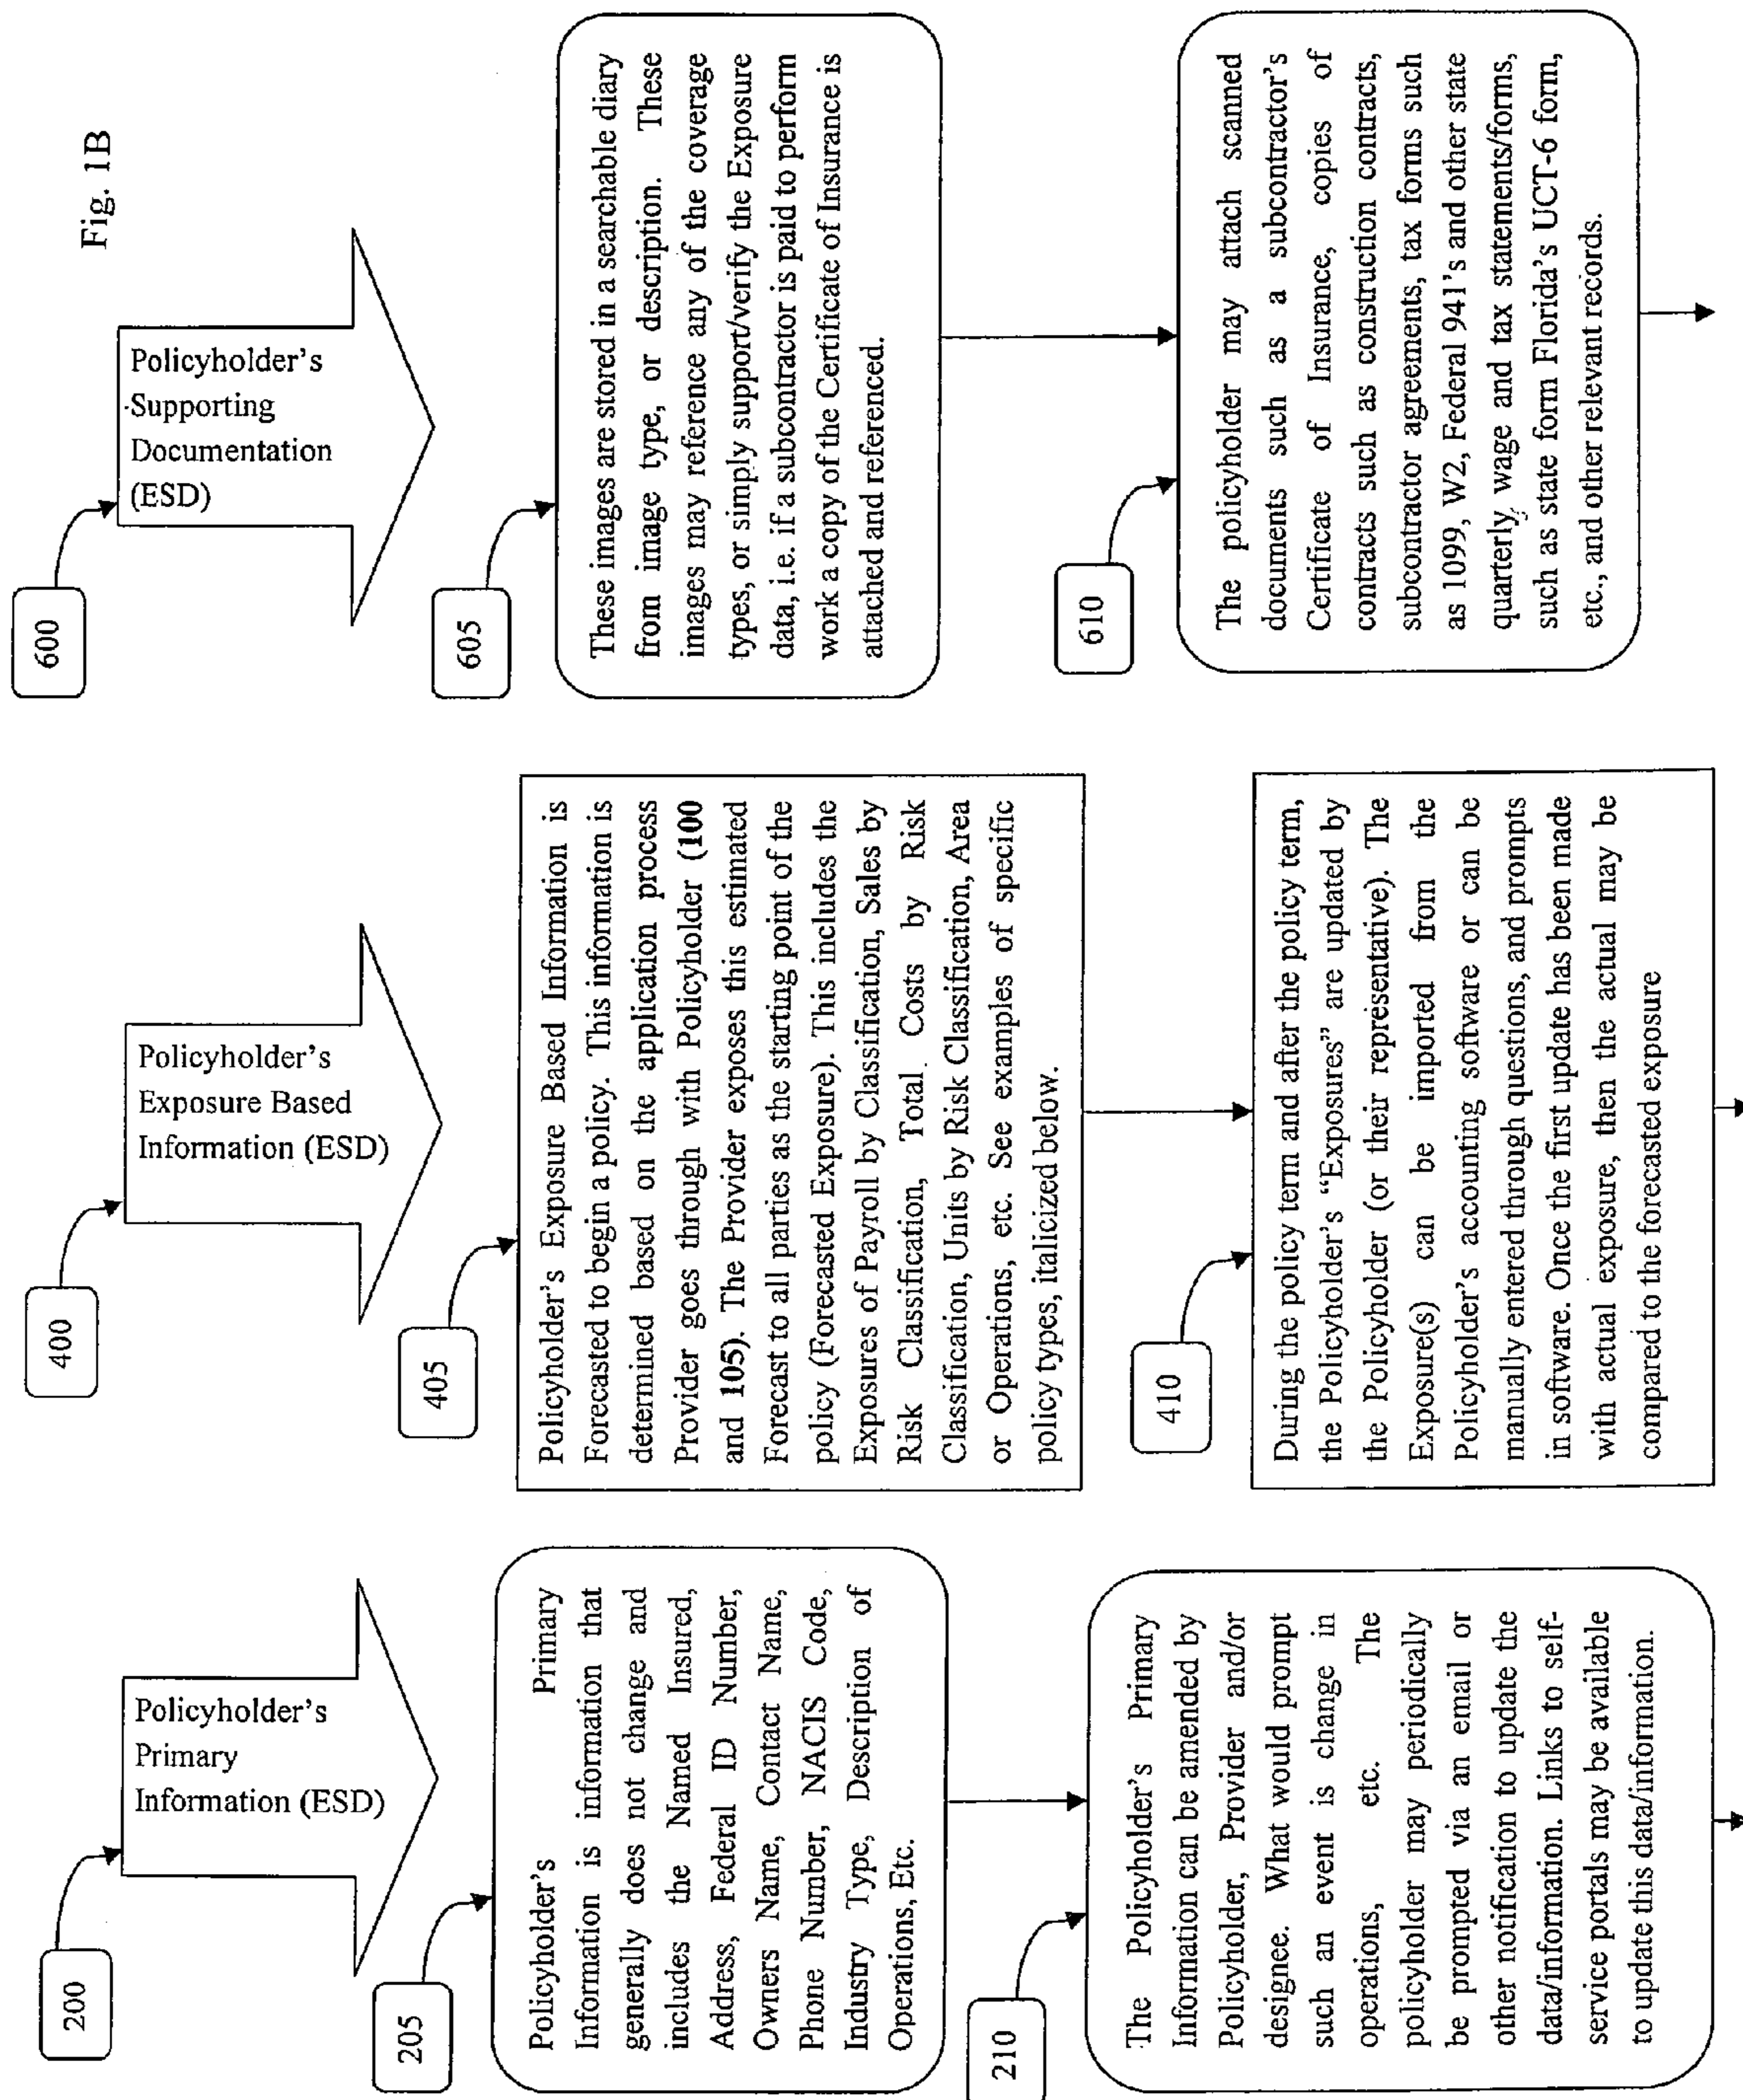 Fig. 1B
200
Policyholder's
Primary
Information (ESD)
205
Policyholder's Primary
Information is information that
generally does not change and
includes the Named Insured,
Address, Federal ID Number,
Owners Name, Contact Name,
Phone Number, NACIS Code,
Industry Type, Description of
Operations, Etc.
210
The Policyholder's Primary
Information can be amended by
Policyholder, Provider and/or
designee. What would prompt
such an event is change in
operations, etc. The
policyholder may periodically
be prompted via an email or
other notification to update the
data/information. Links to self-
service portals may be available
to update this data/information.
400
Policyholder's
Exposure Based
Information (ESD)
405
Policyholder's Exposure Based Information is
Forecasted to begin a policy. This information is
determined based on the application process
Provider goes through with Policyholder (100
and 105). The Provider exposes this estimated
Forecast to all parties as the starting point of the
policy (Forecasted Exposure). This includes the
Exposures of Payroll by Classification, Sales by
Risk Classification, Total Costs by Risk
Classification, Units by Risk Classification, Area
or Operations, etc. See examples of specific
policy types, italicized below.
410
During the policy term and after the policy term,
the Policyholder's “Exposures” are updated by
the Policyholder (or their representative). The
Exposure(s) can be imported from the
Policyholder's accounting software or can be
manually entered through questions, and prompts
in software. Once the first update has been made
with actual exposure, then the actual may be
compared to the forecasted exposure
600
Policyholder's
Supporting
Documentation
(ESD)
605
These images are stored in a searchable diary
from image type, or description. These
images may reference any of the coverage
types, or simply support/verify the Exposure
data, i.e. if a subcontractor is paid to perform
work a copy of the Certificate of Insurance is
attached and referenced.
610
The policyholder may attach scanned
documents such as a subcontractor's
Certificate of Insurance, copies of
contracts such as construction contracts,
subcontractor agreements, tax forms such
as 1099, W2, Federal 941's and other state
quarterly wage and tax statements/forms,
such as state form Florida's UCT-6 form,
etc., and other relevant records.